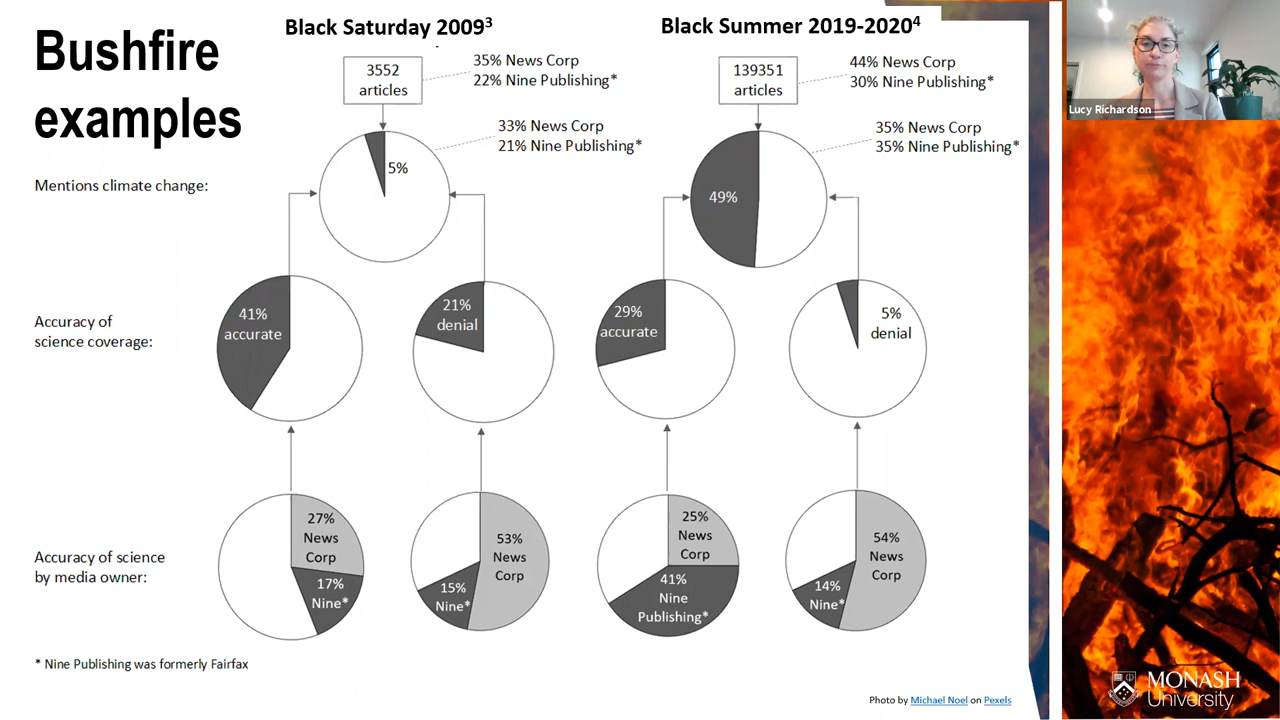 Bushfire
examples
Black Saturday 2009³
Black Summer 2019-2020⁴
3552
articles
35% News Corp
22% Nine Publishing*
139351
articles
44% News Corp
30% Nine Publishing*
Lucy Richardson
33% News Corp
21% Nine Publishing*
35% News Corp
35% Nine Publishing*
Mentions climate change:
5%
49%
Accuracy of
science coverage:
41%
accurate
21%
denial
29%
accurate
5%
denial
Accuracy of science
by media owner:
27%
News
Corp
17%
Nine*
53%
News
Corp
15%
Nine*
25%
News
Corp
41%
Nine
Publishing*
54%
News
Corp
14%
Nine*
* Nine Publishing was formerly Fairfax
Photo by Michael Noel on Pexels
MONASH
University